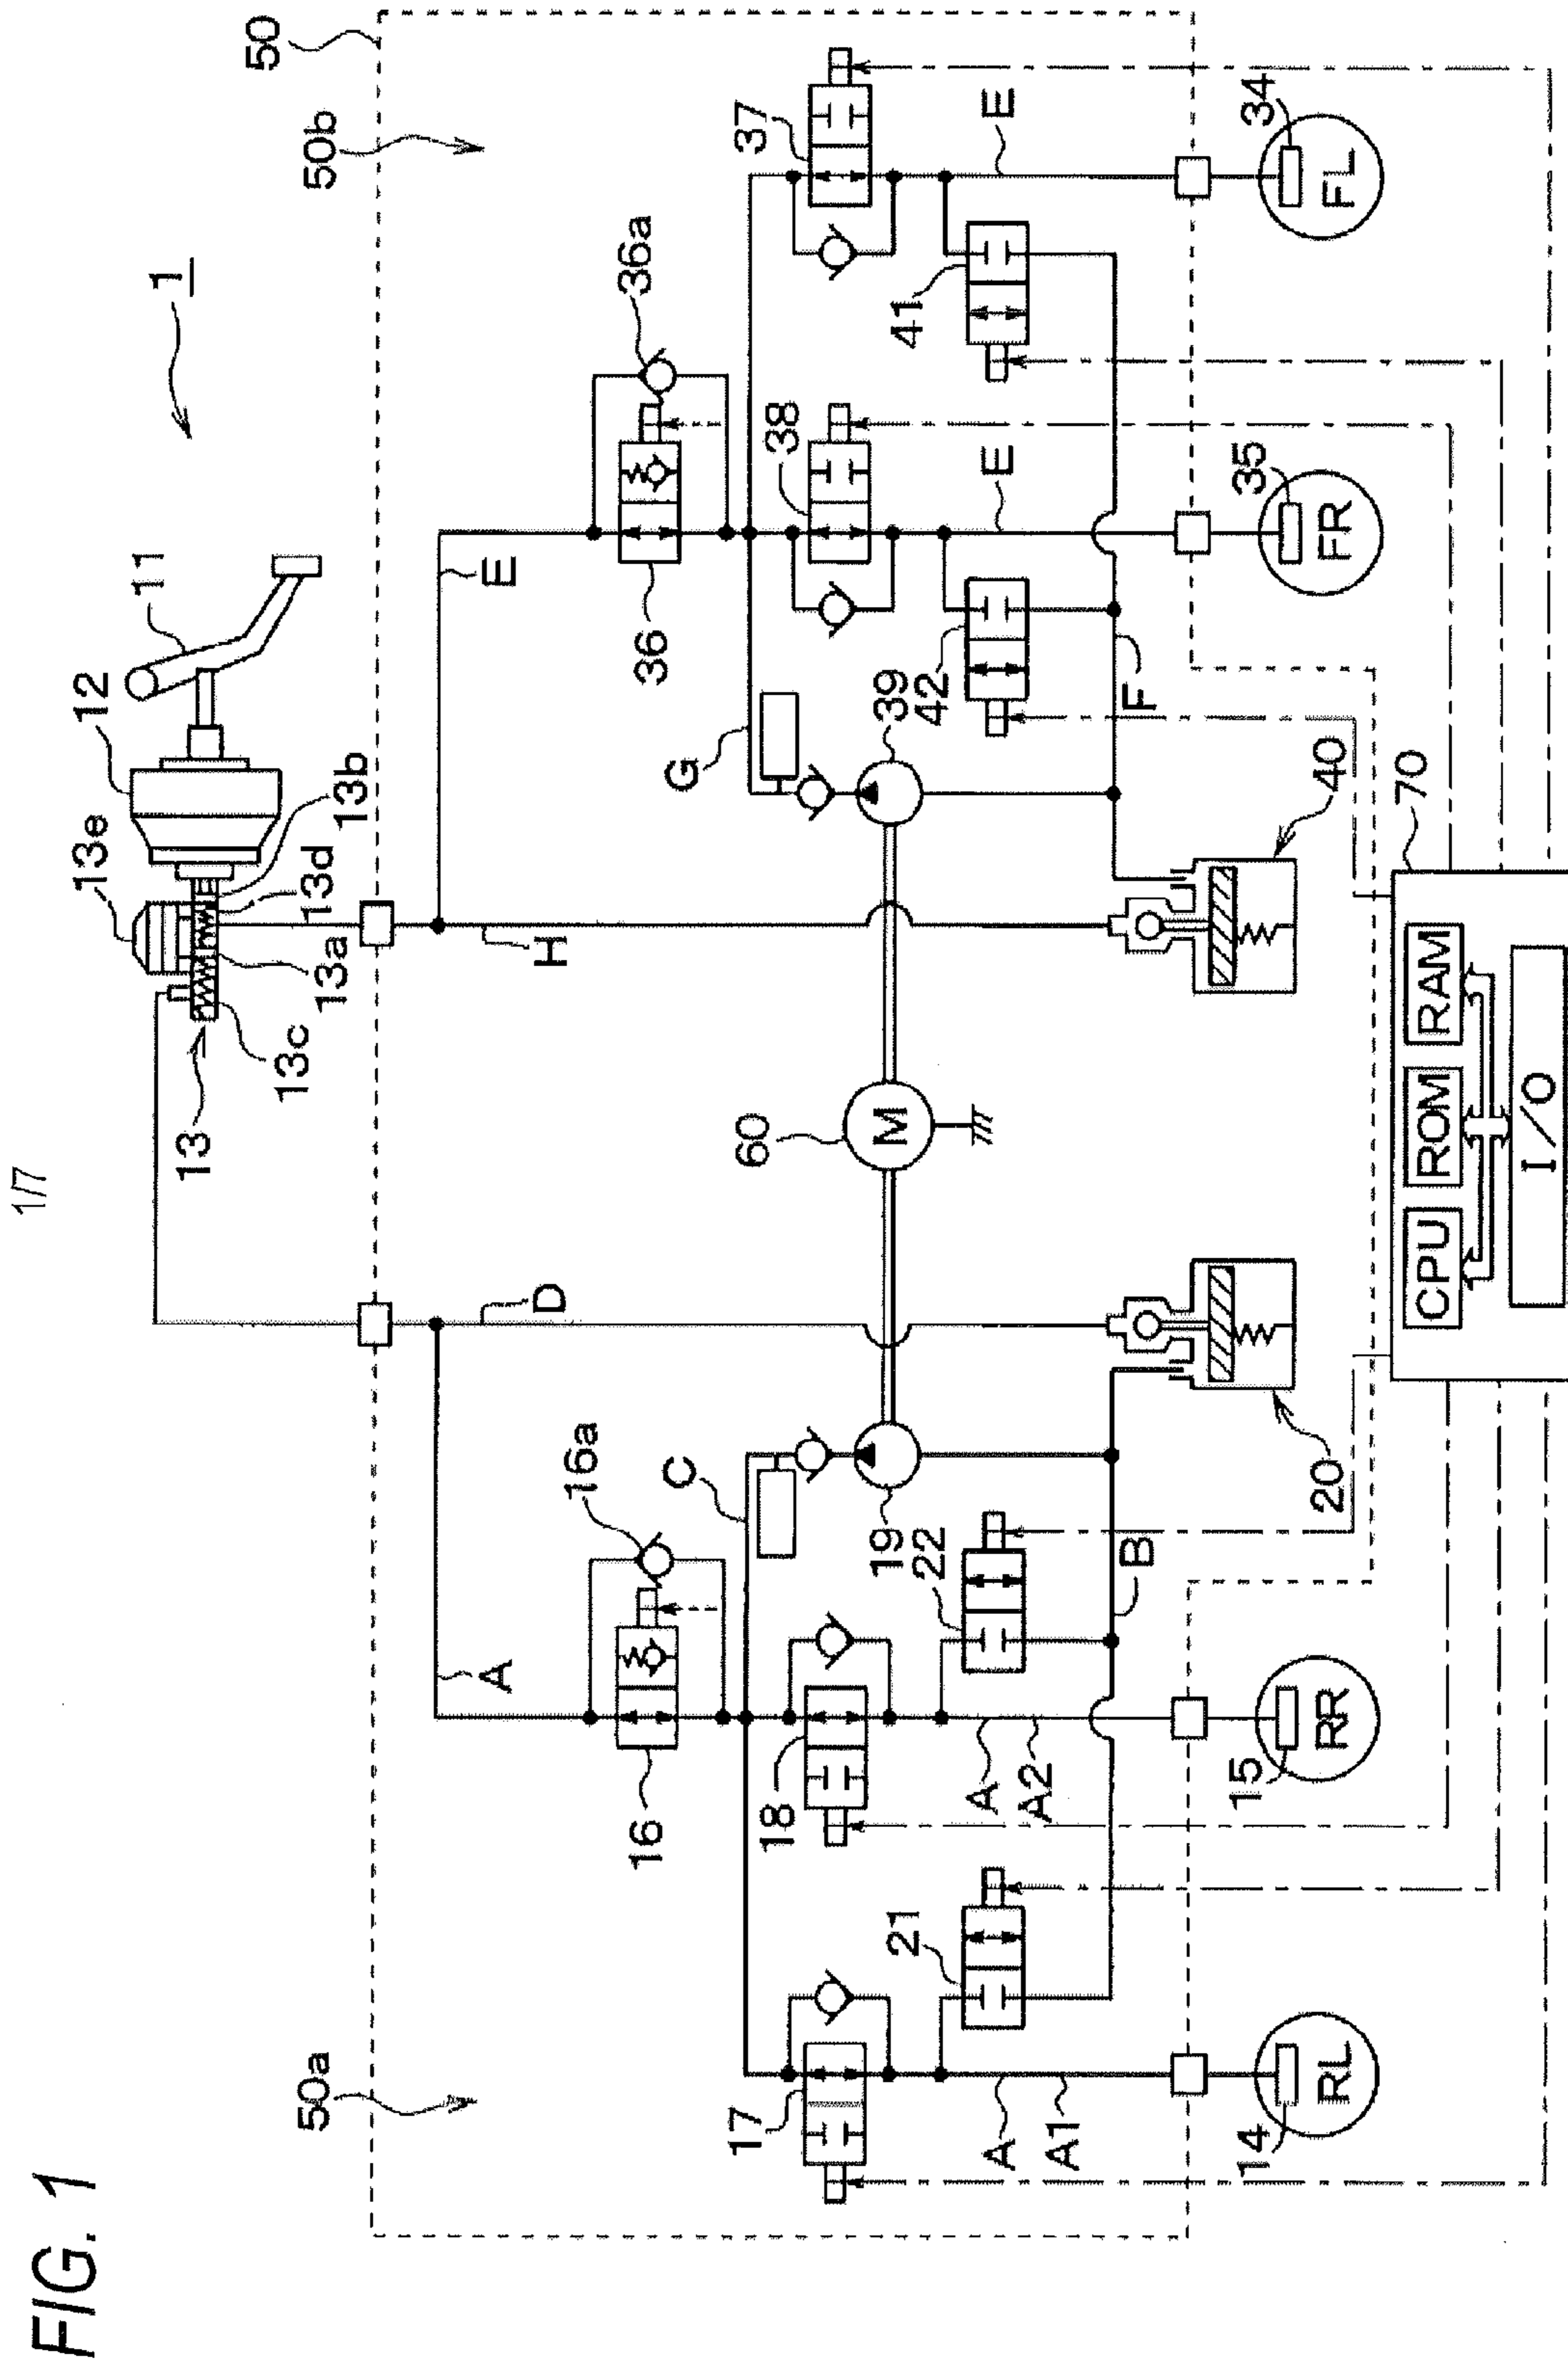 1/7
FIG. 1
1
11
12
13e
13b
13d
13a
13c
13
50
50b
50a
A
D
H
E
16a
16
36a
36
C
G
60
M
17
18
19
22
21
39
42
38
37
41
E
E
A
A1
A
A2
B
F
14
RL
15
RR
20
40
35
FR
34
FL
70
CPU
ROM
RAM
I/O